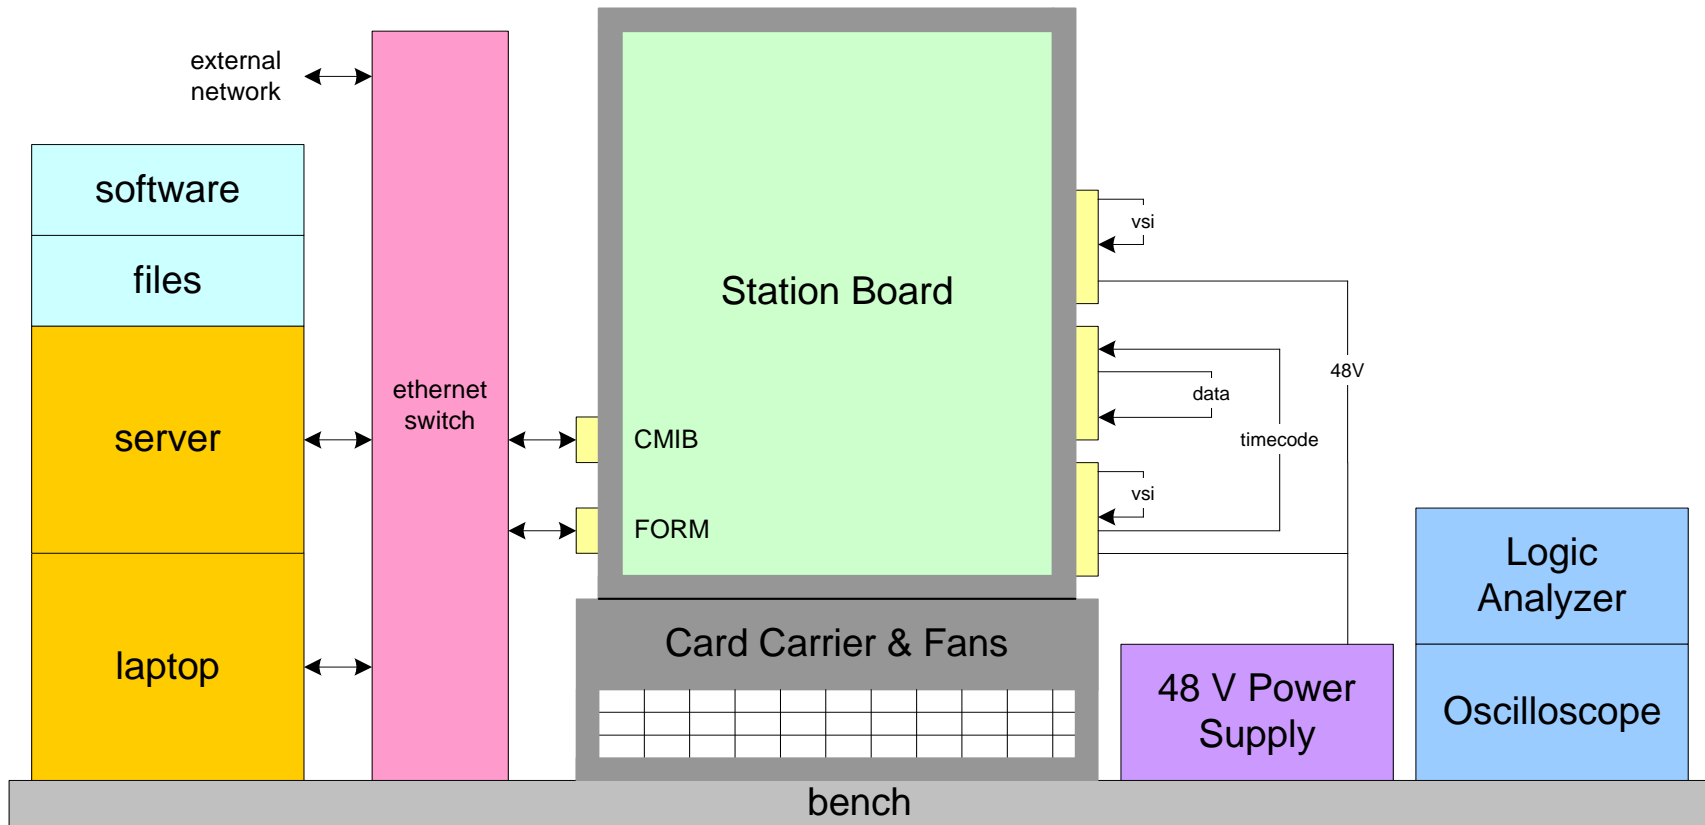 external
network
software
files
server
laptop
ethernet
switch
Station Board
CMIB
FORM
Card Carrier & Fans
vsi
data
timecode
vsi
48V
48 V Power
Supply
Logic
Analyzer
Oscilloscope
bench